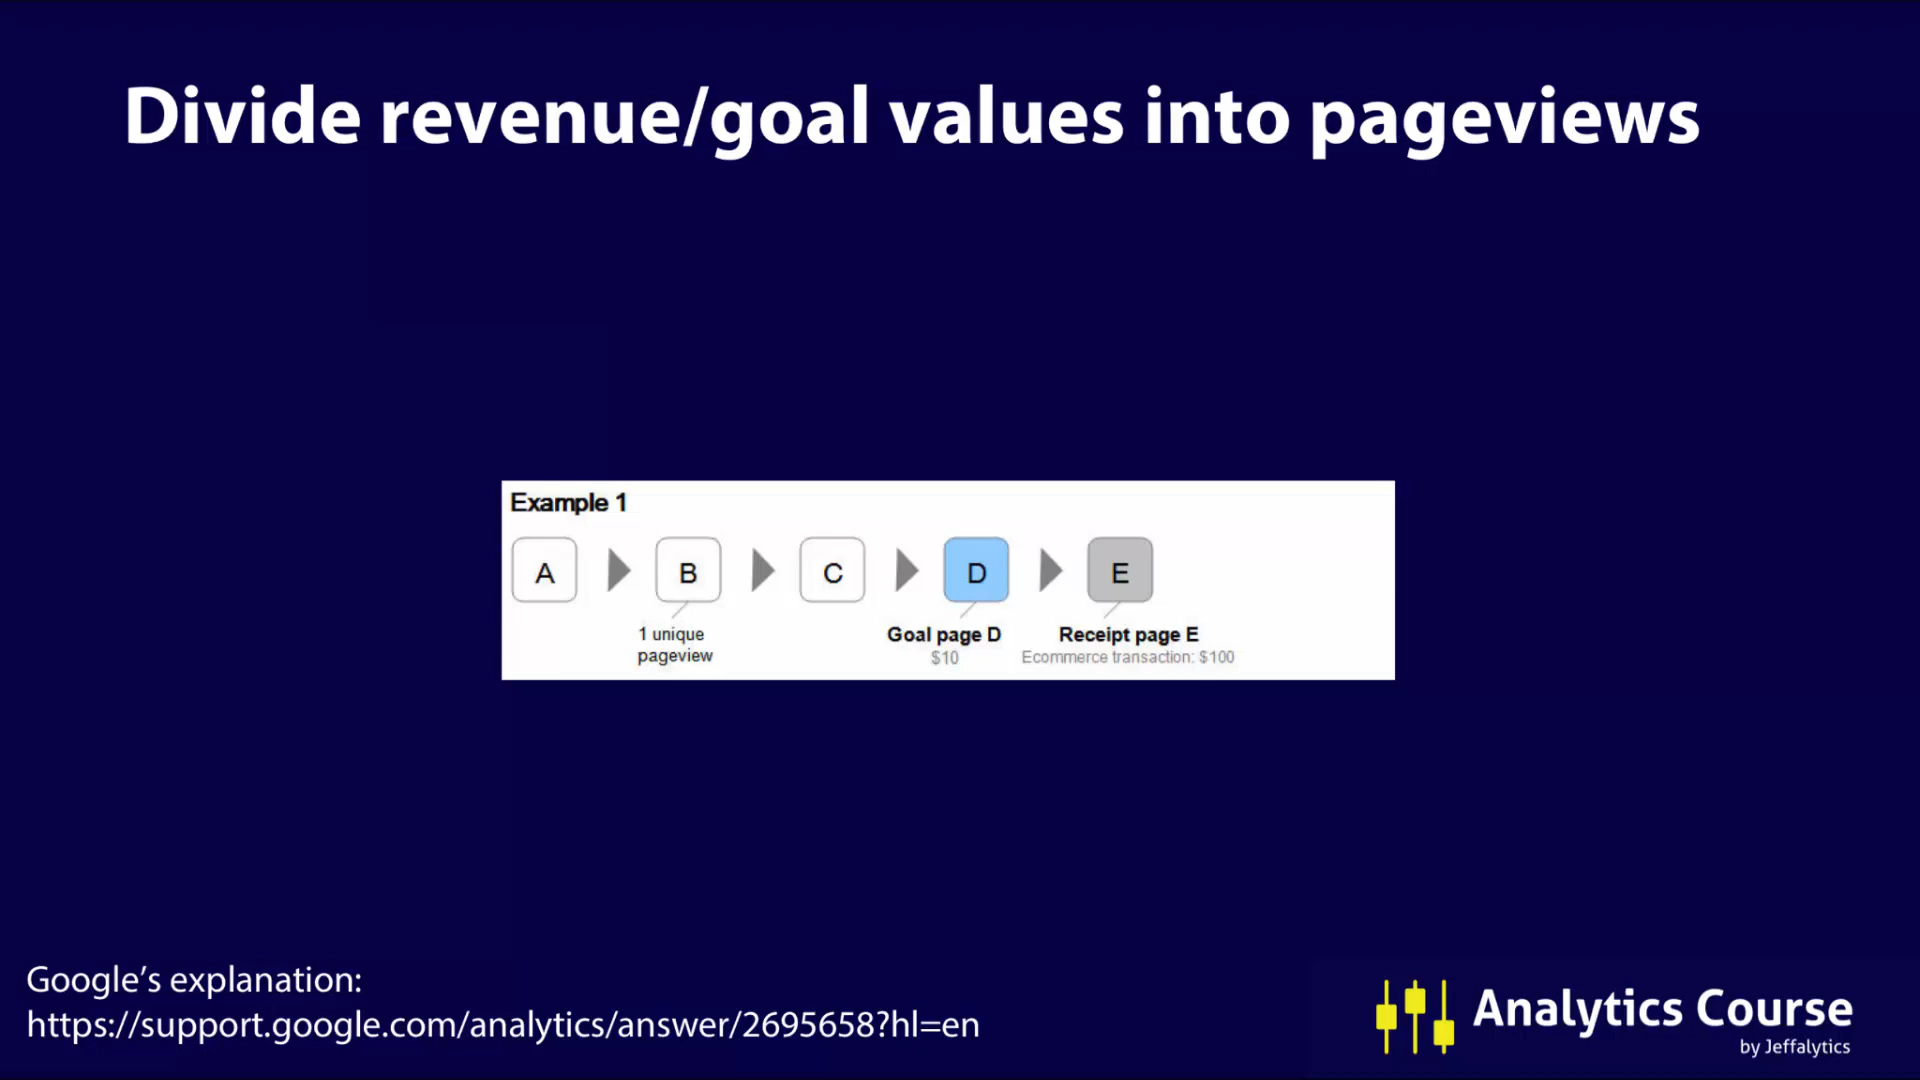 Divide revenue/goal values into pageviews
Example 1
A B C D E
1 unique
pageview
Goal page D
$10
Receipt page E
Ecommerce transaction: $100
Google’s explanation:
https://support.google.com/analytics/answer/2695658?hl=en
Analytics Course
by Jeffalytics